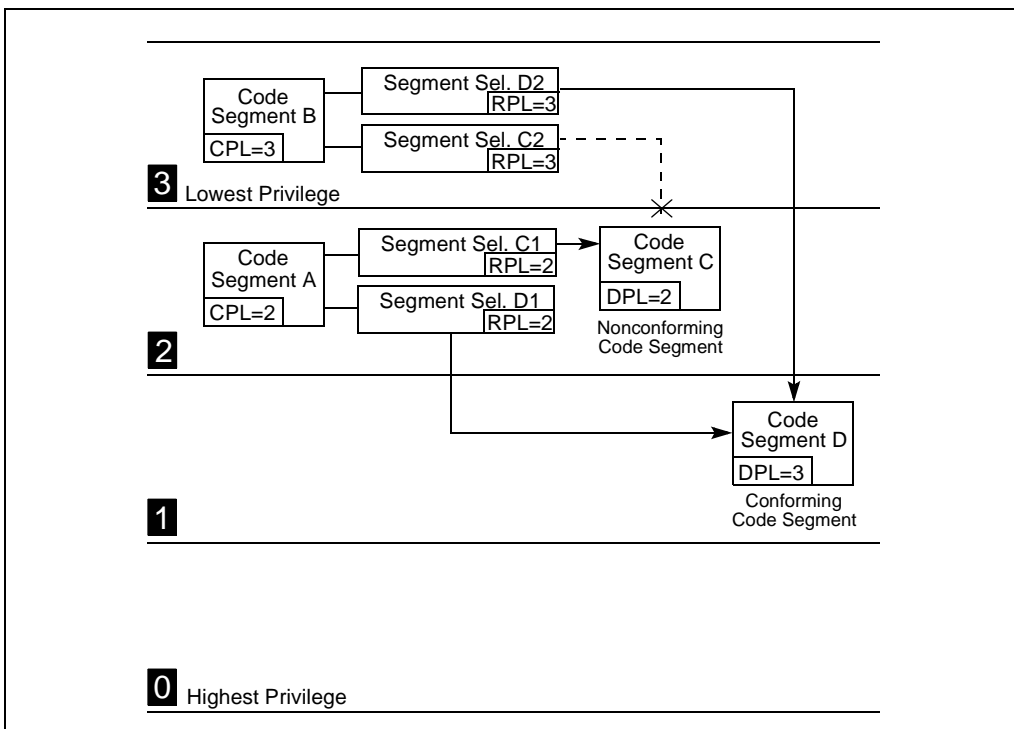 Code
Segment B
CPL=3
Segment Sel. D2
RPL=3
Segment Sel. C2
RPL=3
3 Lowest Privilege
Code
Segment A
CPL=2
Segment Sel. C1
RPL=2
Segment Sel. D1
RPL=2
Code
Segment C
DPL=2
Nonconforming
Code Segment
2
Code
Segment D
DPL=3
Conforming
Code Segment
1
0 Highest Privilege